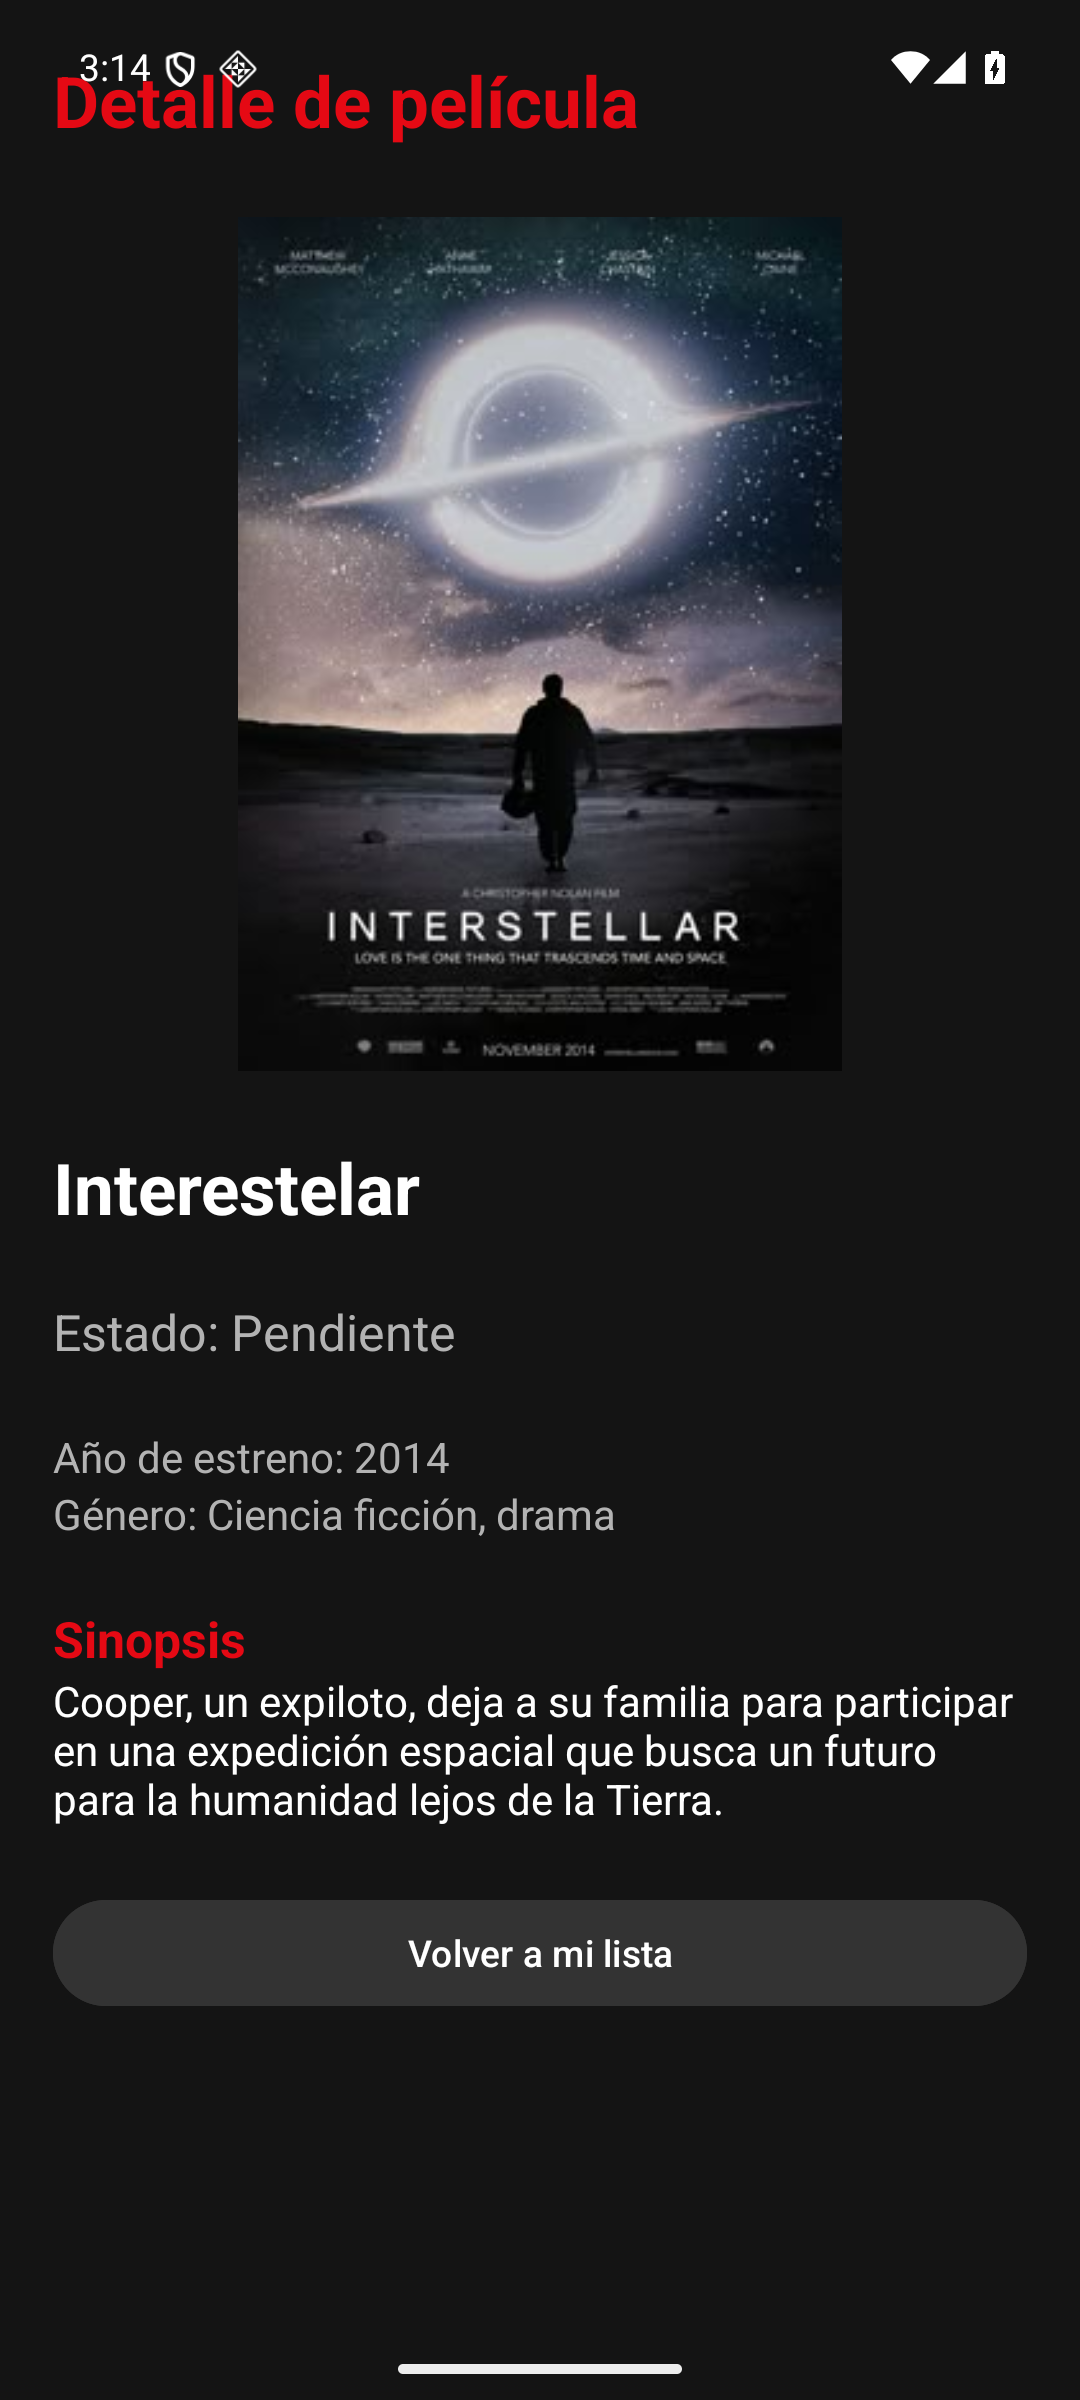 3:14
Detalle de película
MATTHEW ANNE JESSICA MICHAEL
MCCONAUGHEY HATHAWAY CHASTAIN CAINE
A CHRISTOPHER NOLAN FILM
INTERSTELLAR
LOVE IS THE ONE THING THAT TRASCENDS TIME AND SPACE
NOVEMBER 2014
Interestelar
Estado: Pendiente
Año de estreno: 2014
Género: Ciencia ficción, drama
Sinopsis
Cooper, un expiloto, deja a su familia para participar
en una expedición espacial que busca un futuro
para la humanidad lejos de la Tierra.
Volver a mi lista